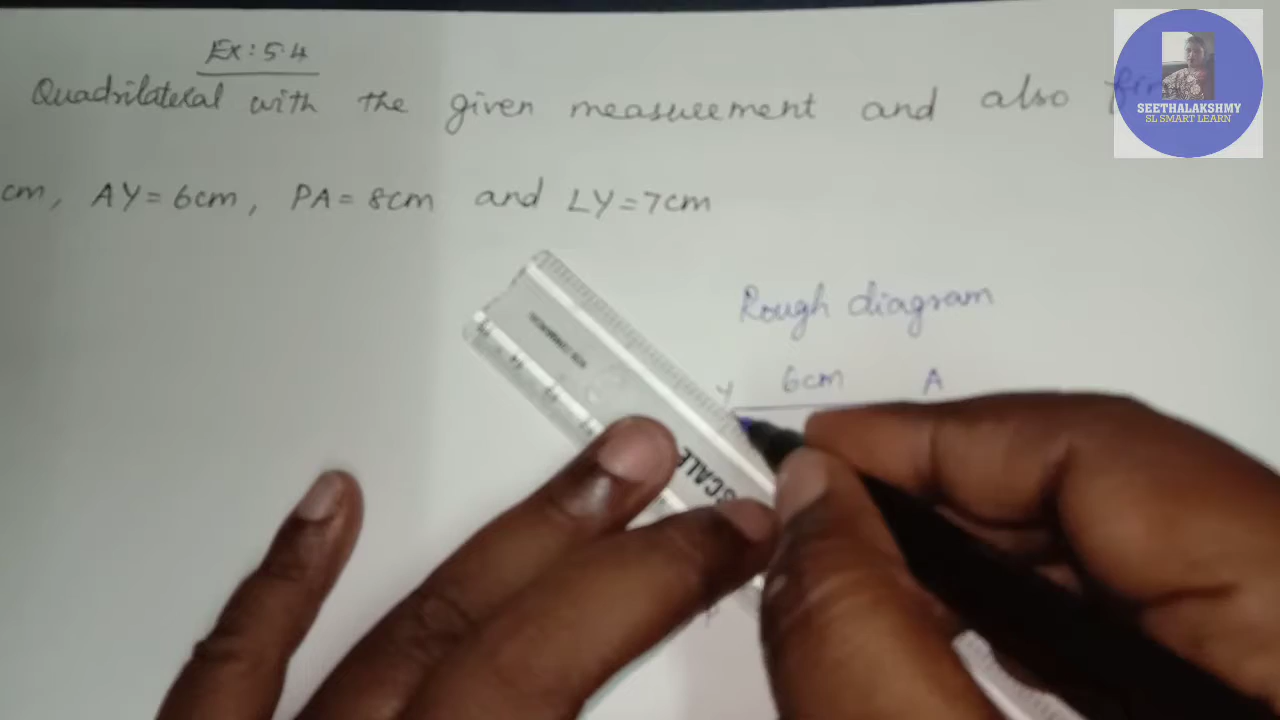 Ex: 5.4
Quadrilateral with the given measurement and also
cm, AY = 6cm, PA = 8cm and LY = 7cm
Rough diagram
Y 6cm A
SCALE
P
SEETHALAKSHMY
SL SMART LEARN